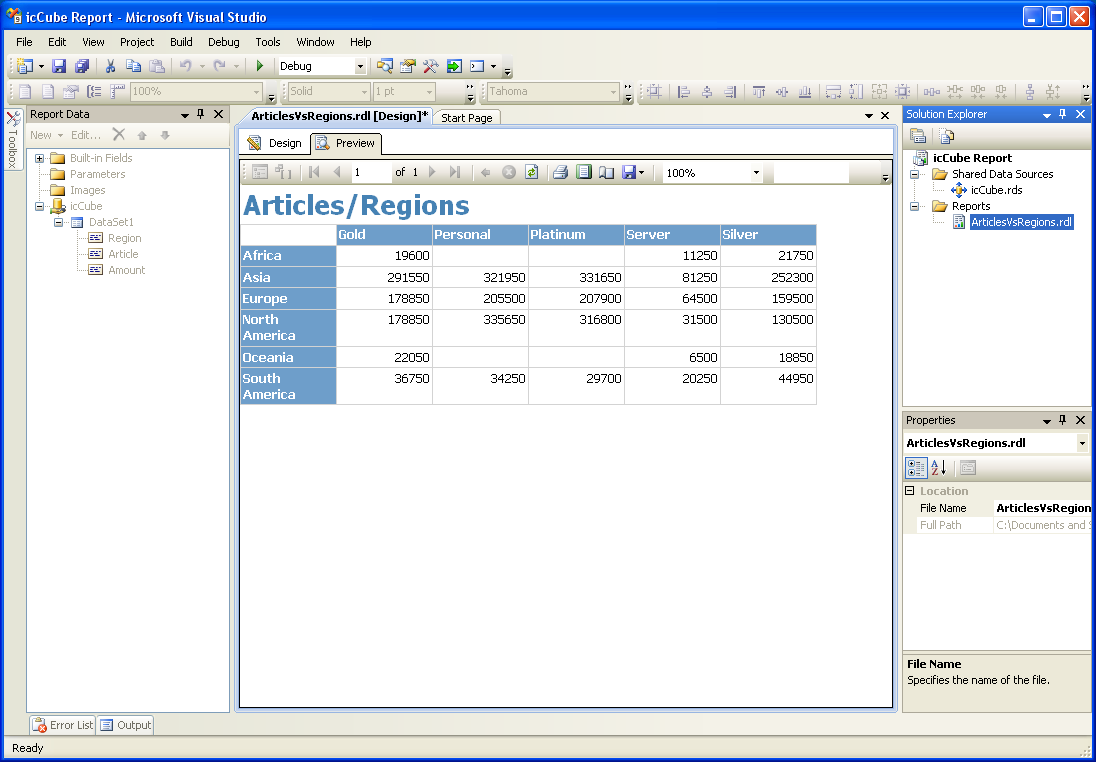 icCube Report - Microsoft Visual Studio
File Edit View Project Build Debug Tools Window Help
Debug
100% Solid 1 pt Tahoma
Toolbox
Report Data
New Edit...
Built-in Fields
Parameters
Images
icCube
DataSet1
Region
Article
Amount
ArticlesVsRegions.rdl [Design]* Start Page
Design Preview
1 of 1 100%
Articles/Regions
Gold Personal Platinum Server Silver
Africa 19600 11250 21750
Asia 291550 321950 331650 81250 252300
Europe 178850 205500 207900 64500 159500
North America 178850 335650 316800 31500 130500
Oceania 22050 6500 18850
South America 36750 34250 29700 20250 44950
Solution Explorer
icCube Report
Shared Data Sources
icCube.rds
Reports
ArticlesVsRegions.rdl
Properties
ArticlesVsRegions.rdl
Location
File Name ArticlesVsRegion
Full Path C:\Documents and S
File Name
Specifies the name of the file.
Error List Output
Ready